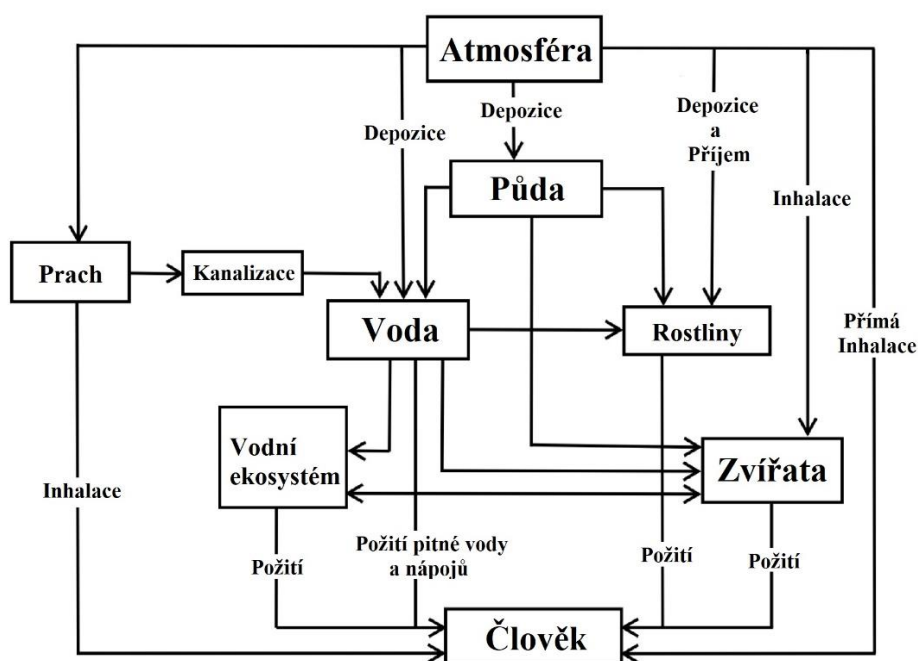 Atmosféra
Depozice
Depozice
Depozice
a
Příjem
Půda
Inhalace
Prach
Kanalizace
Voda
Rostliny
Přímá
Inhalace
Vodní
ekosystém
Zvířata
Inhalace
Požití
Požití pitné vody
a nápojů
Požití
Požití
Člověk